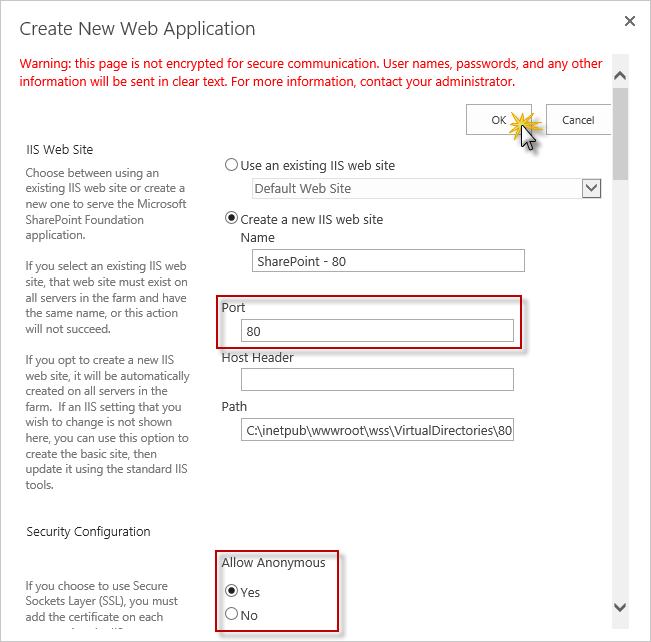 Create New Web Application
Warning: this page is not encrypted for secure communication. User names, passwords, and any other
information will be sent in clear text. For more information, contact your administrator.
OK
Cancel
IIS Web Site
Choose between using an
existing IIS web site or create a
new one to serve the Microsoft
SharePoint Foundation
application.
If you select an existing IIS web
site, that web site must exist on
all servers in the farm and have
the same name, or this action
will not succeed.
If you opt to create a new IIS
web site, it will be automatically
created on all servers in the
farm. If an IIS setting that you
wish to change is not shown
here, you can use this option to
create the basic site, then
update it using the standard IIS
tools.
Use an existing IIS web site
Default Web Site
Create a new IIS web site
Name
SharePoint - 80
Port
80
Host Header
Path
C:\inetpub\wwwroot\wss\VirtualDirectories\80
Security Configuration
If you choose to use Secure
Sockets Layer (SSL), you must
add the certificate on each
Allow Anonymous
Yes
No